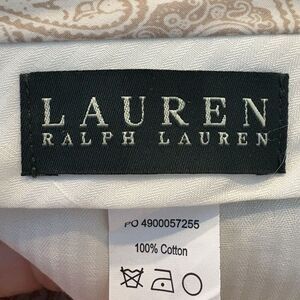 LAUREN
RALPH LAUREN
PO 4900057255
100% Cotton